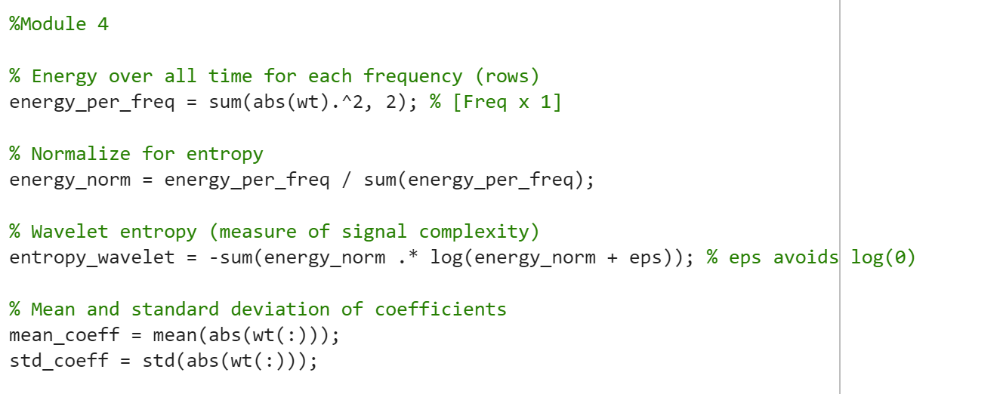 %Module 4
% Energy over all time for each frequency (rows)
energy_per_freq = sum(abs(wt).^2, 2); % [Freq x 1]
% Normalize for entropy
energy_norm = energy_per_freq / sum(energy_per_freq);
% Wavelet entropy (measure of signal complexity)
entropy_wavelet = -sum(energy_norm .* log(energy_norm + eps)); % eps avoids log(0)
% Mean and standard deviation of coefficients
mean_coeff = mean(abs(wt(:)));
std_coeff = std(abs(wt(:)));